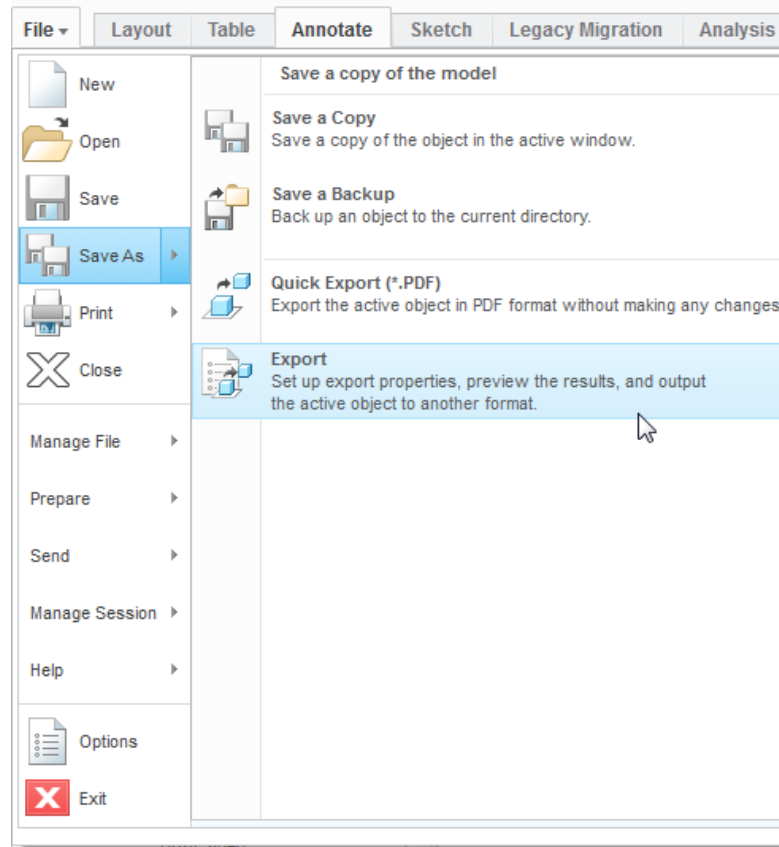 File
Layout
Table
Annotate
Sketch
Legacy Migration
Analysis
New
Open
Save
Save As
Print
Close
Manage File
Prepare
Send
Manage Session
Help
Options
Exit
Save a copy of the model
Save a Copy
Save a copy of the object in the active window.
Save a Backup
Back up an object to the current directory.
Quick Export (*.PDF)
Export the active object in PDF format without making any changes
Export
Set up export properties, preview the results, and output
the active object to another format.